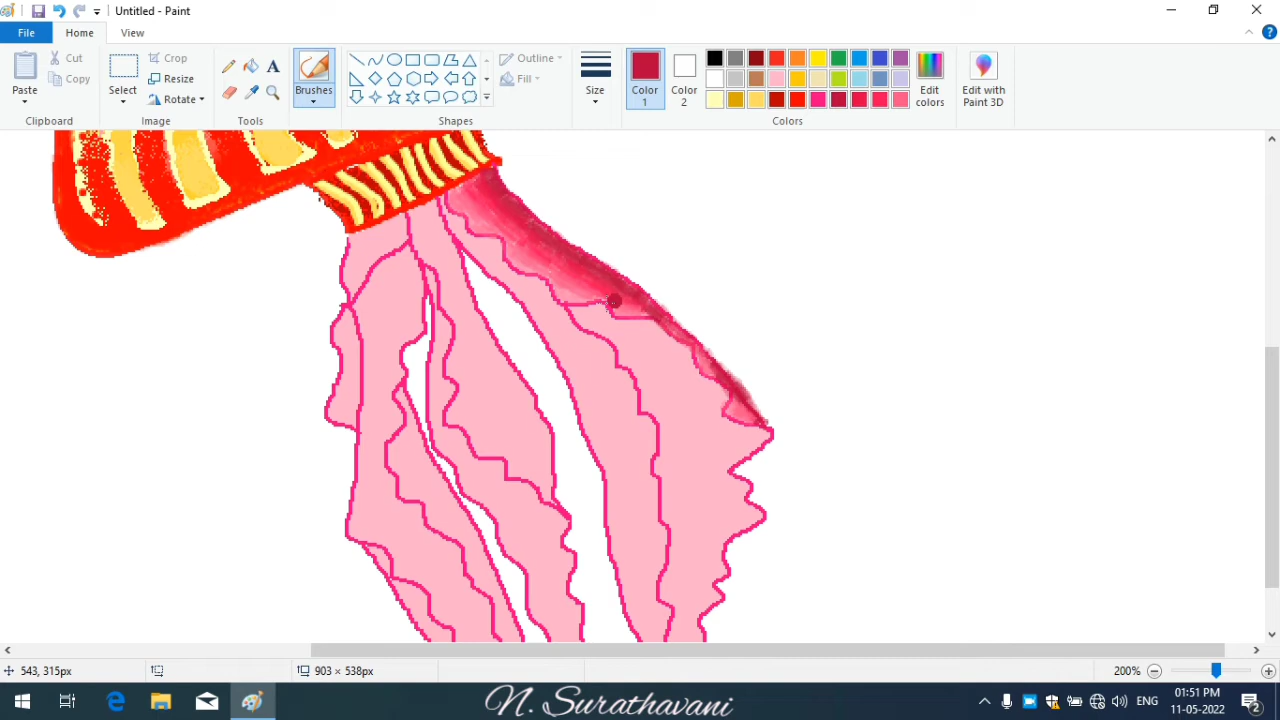 Untitled - Paint
File Home View
Paste
Cut
Copy
Clipboard
Select
Crop
Resize
Rotate
Image
Tools
Brushes
Shapes
Outline
Fill
Size
Color 1
Color 2
Colors
Edit colors
Edit with Paint 3D
543, 315px
903 × 538px
200%
N. Surathavani
ENG
01:51 PM
11-05-2022
2